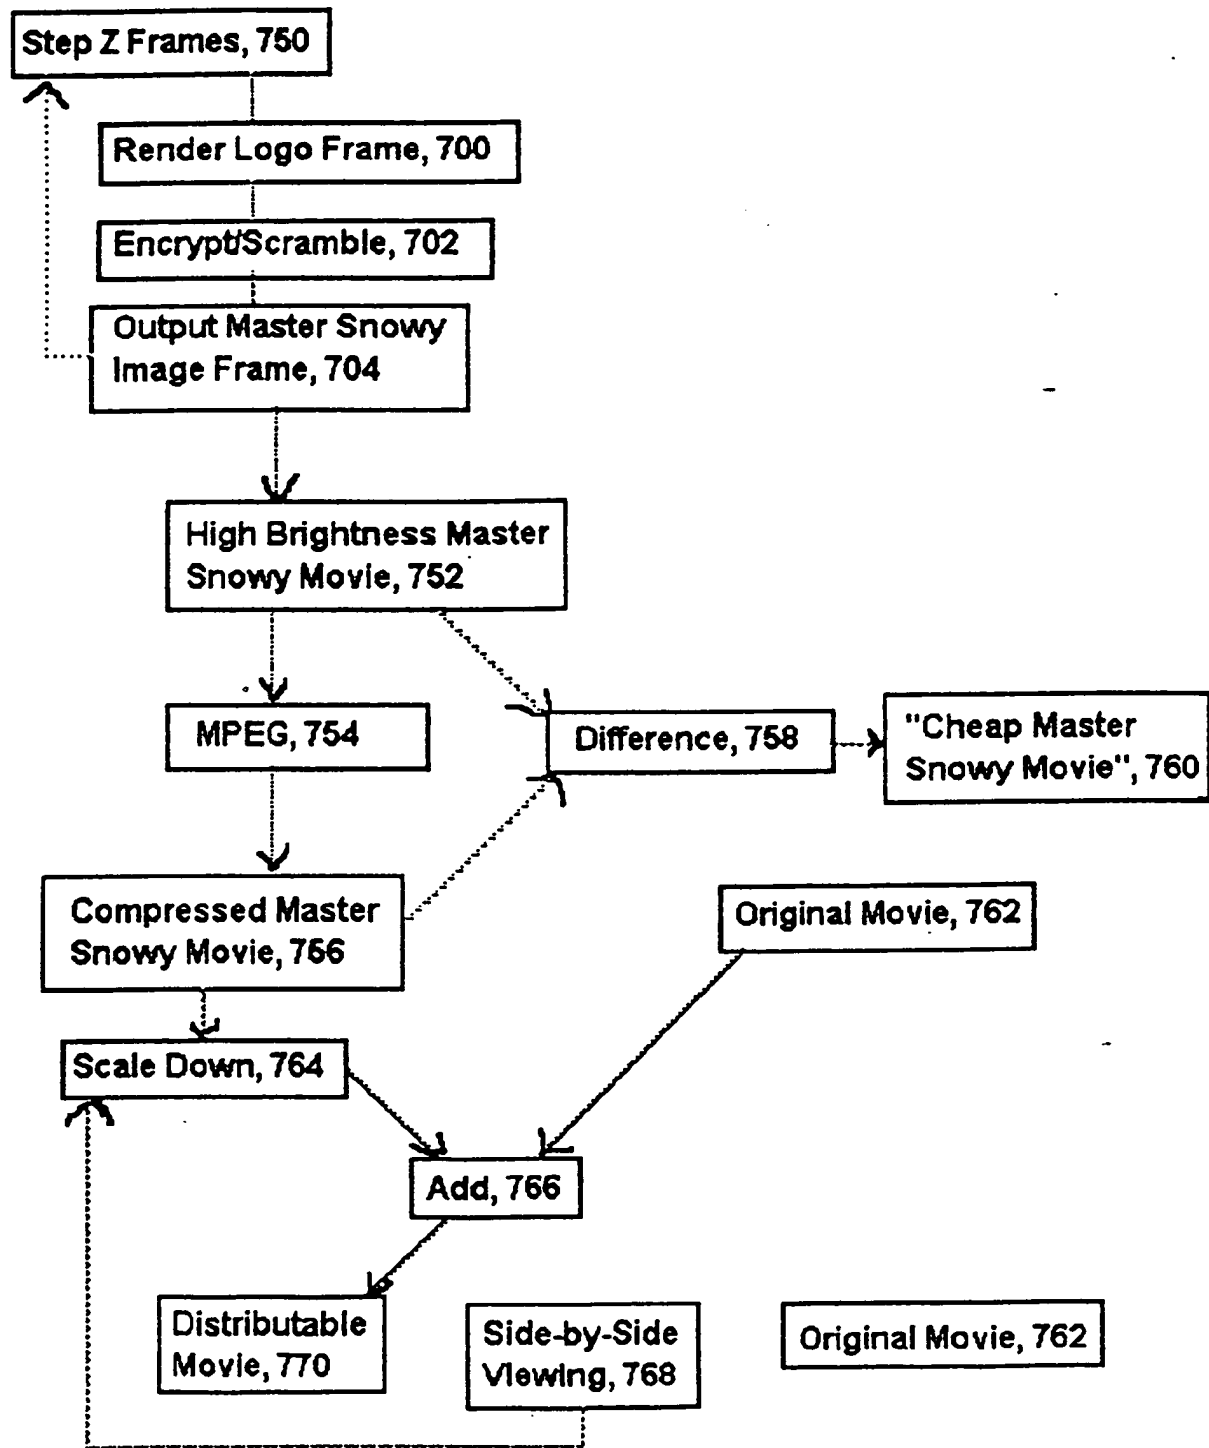 Step Z Frames, 750
Render Logo Frame, 700
Encrypt/Scramble, 702
Output Master Snowy
Image Frame, 704
High Brightness Master
Snowy Movie, 752
MPEG, 754
Difference, 758
"Cheap Master
Snowy Movie", 760
Compressed Master
Snowy Movie, 756
Original Movie, 762
Scale Down, 764
Add, 766
Distributable
Movie, 770
Side-by-Side
Viewing, 768
Original Movie, 762